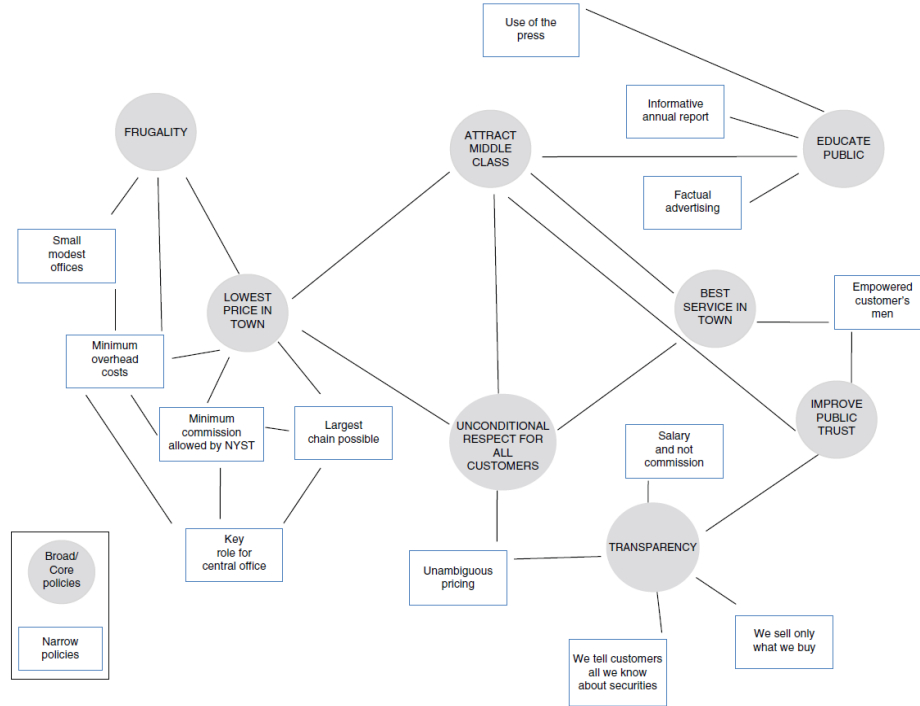 Use of the
press
FRUGALITY
ATTRACT
MIDDLE
CLASS
Informative
annual report
EDUCATE
PUBLIC
Factual
advertising
Small
modest
offices
LOWEST
PRICE IN
TOWN
BEST
SERVICE IN
TOWN
Empowered
customer's
men
Minimum
overhead
costs
Minimum
commission
allowed by NYST
Largest
chain possible
UNCONDITIONAL
RESPECT FOR
ALL
CUSTOMERS
IMPROVE
PUBLIC
TRUST
Salary
and not
commission
Key
role for
central office
TRANSPARENCY
Unambiguous
pricing
We tell customers
all we know
about securities
We sell only
what we buy
Broad/
Core
policies
Narrow
policies